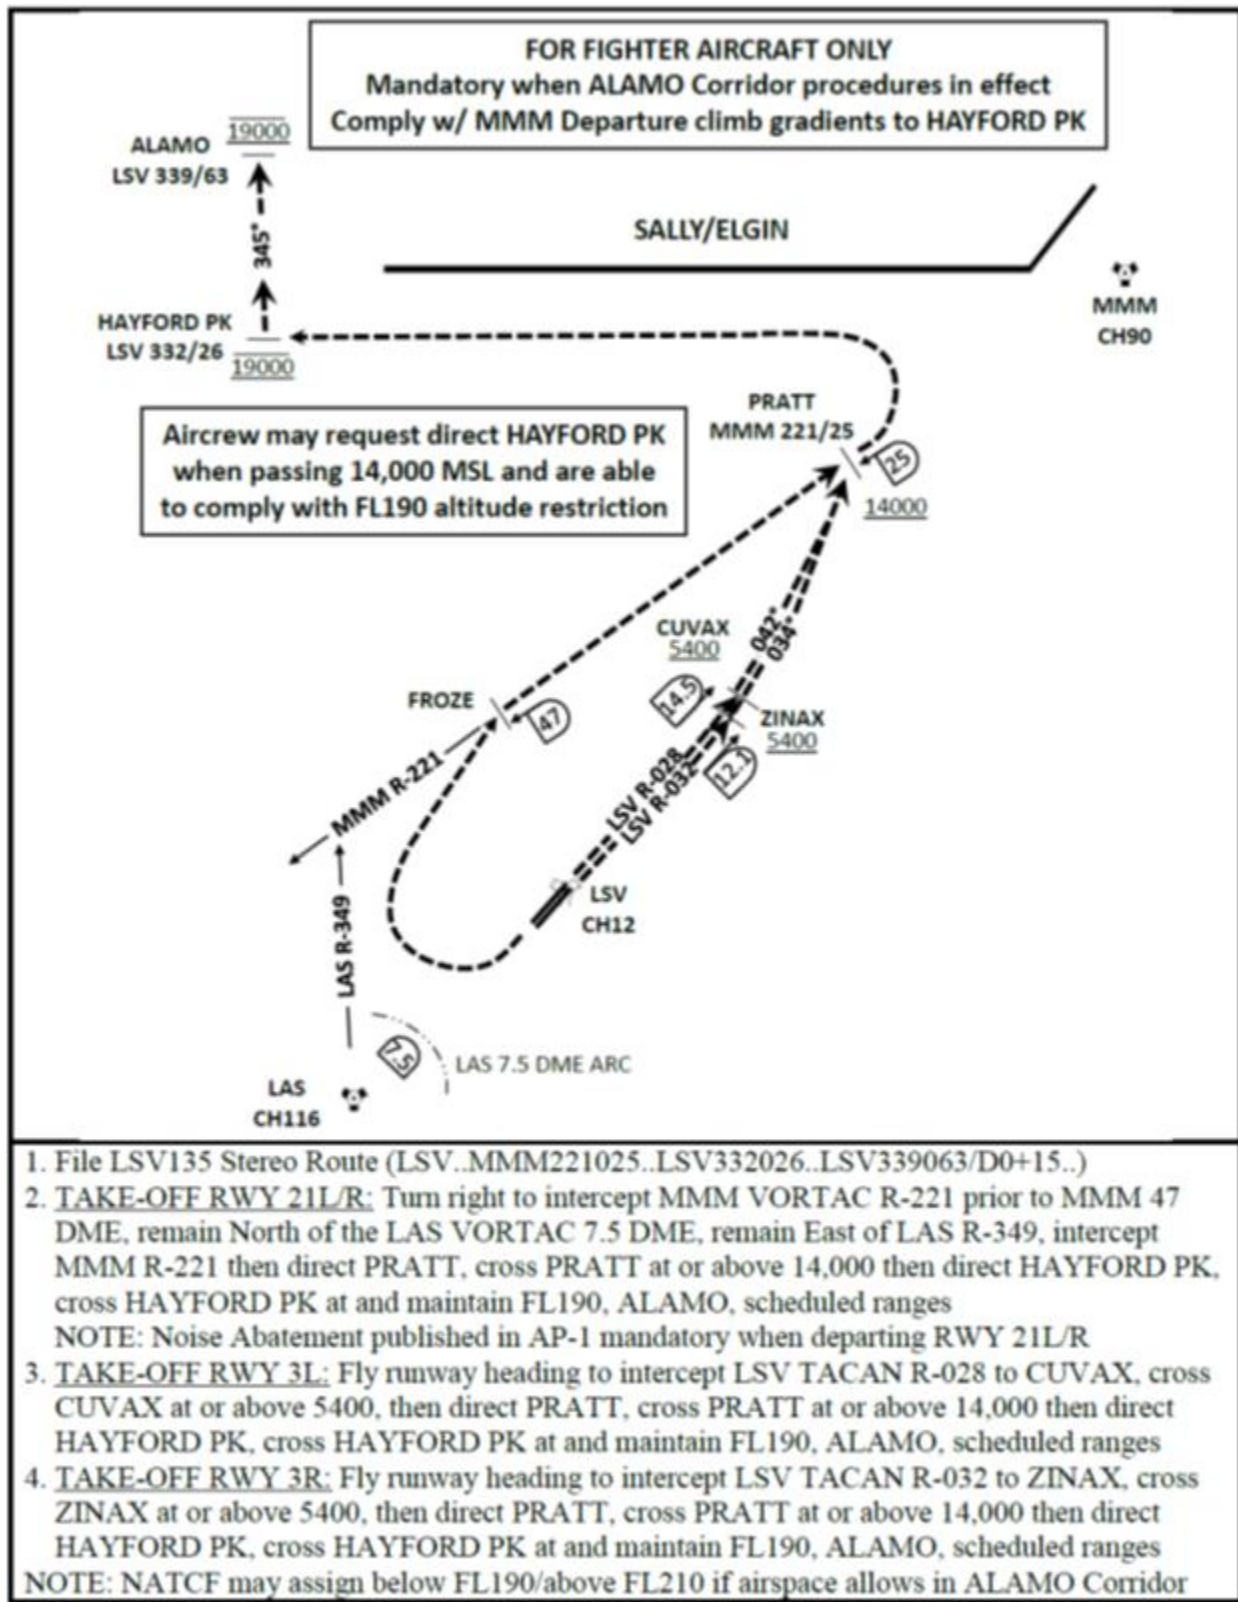 FOR FIGHTER AIRCRAFT ONLY
Mandatory when ALAMO Corridor procedures in effect
Comply w/ MMM Departure climb gradients to HAYFORD PK
19000
ALAMO
LSV 339/63
345°
SALLY/ELGIN
MMM
CH90
HAYFORD PK
LSV 332/26
19000
PRATT
MMM 221/25
25
14000
Aircrew may request direct HAYFORD PK
when passing 14,000 MSL and are able
to comply with FL190 altitude restriction
042°
034°
CUVAX
5400
14.5
FROZE
47
ZINAX
5400
12.1
MMM R-221
LSV R-028
LSV R-032
LSV
CH12
LAS R-349
7.5
LAS 7.5 DME ARC
LAS
CH116
1. File LSV135 Stereo Route (LSV..MMM221025..LSV332026..LSV339063/D0+15..)
2. TAKE-OFF RWY 21L/R: Turn right to intercept MMM VORTAC R-221 prior to MMM 47
DME, remain North of the LAS VORTAC 7.5 DME, remain East of LAS R-349, intercept
MMM R-221 then direct PRATT, cross PRATT at or above 14,000 then direct HAYFORD PK,
cross HAYFORD PK at and maintain FL190, ALAMO, scheduled ranges
NOTE: Noise Abatement published in AP-1 mandatory when departing RWY 21L/R
3. TAKE-OFF RWY 3L: Fly runway heading to intercept LSV TACAN R-028 to CUVAX, cross
CUVAX at or above 5400, then direct PRATT, cross PRATT at or above 14,000 then direct
HAYFORD PK, cross HAYFORD PK at and maintain FL190, ALAMO, scheduled ranges
4. TAKE-OFF RWY 3R: Fly runway heading to intercept LSV TACAN R-032 to ZINAX, cross
ZINAX at or above 5400, then direct PRATT, cross PRATT at or above 14,000 then direct
HAYFORD PK, cross HAYFORD PK at and maintain FL190, ALAMO, scheduled ranges
NOTE: NATCF may assign below FL190/above FL210 if airspace allows in ALAMO Corridor